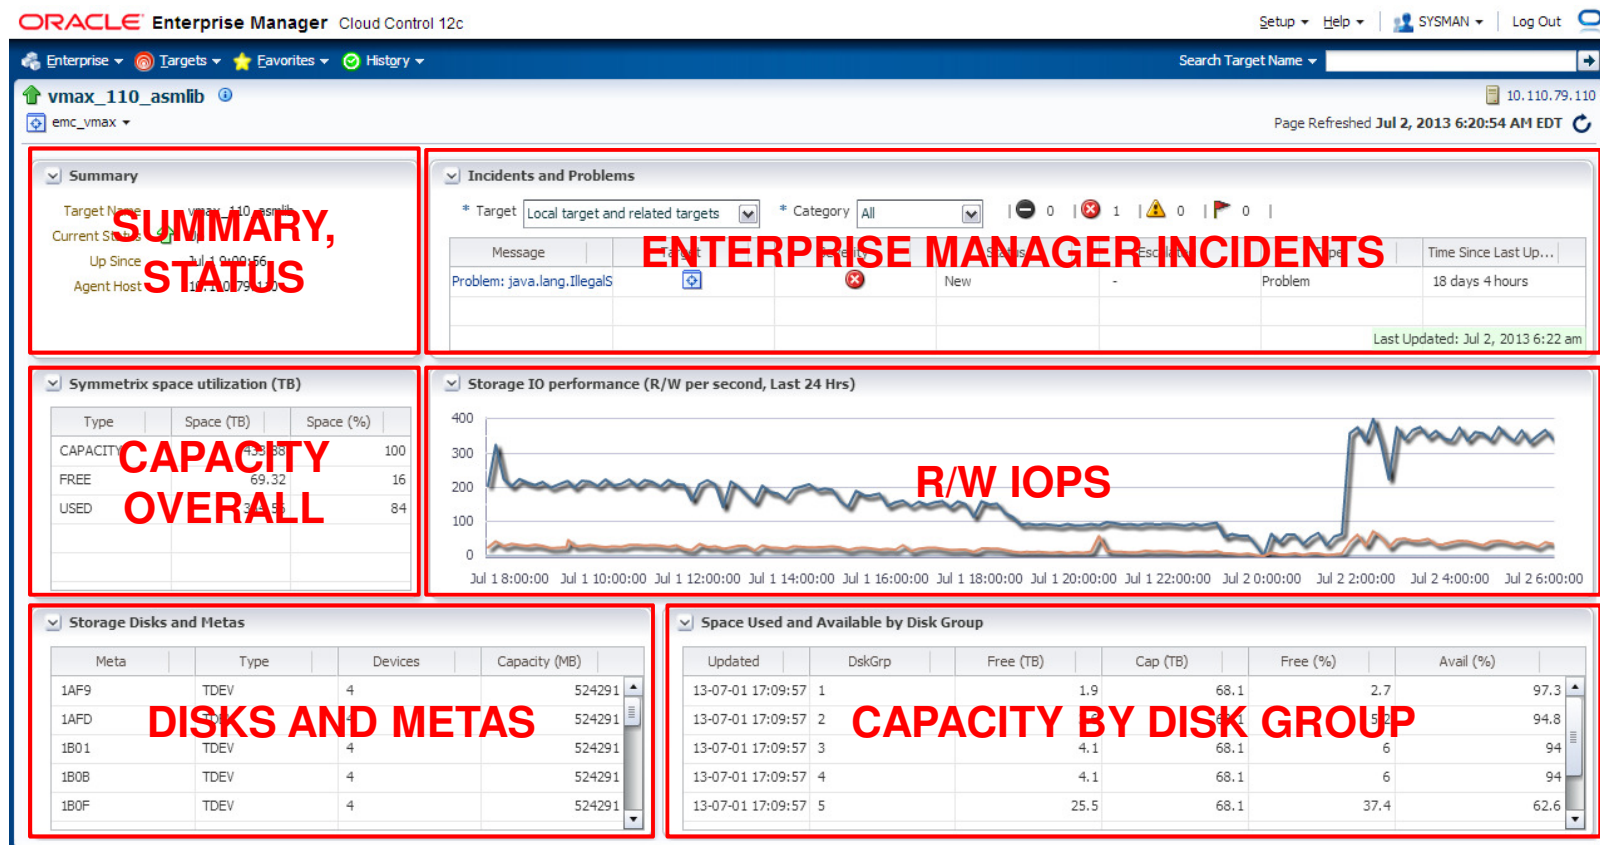 ORACLE Enterprise Manager Cloud Control 12c
Setup Help SYSMAN Log Out
Enterprise Targets Favorites History Search Target Name
vmax_110_asmlib 10.110.79.110
emc_vmax Page Refreshed Jul 2, 2013 6:20:54 AM EDT
Summary
Target Name vmax_110_asmlib
Current Status Up
Up Since
Agent Host
SUMMARY,
STATUS
Incidents and Problems
* Target Local target and related targets * Category All 0 1 0 0
Message Target Severity Status Type Time Since Last Up...
ENTERPRISE MANAGER INCIDENTS
Problem: java.lang.IllegalS New - Problem 18 days 4 hours
Last Updated: Jul 2, 2013 6:22 am
Symmetrix space utilization (TB)
Type Space (TB) Space (%)
CAPACITY 100
FREE 69.32 16
USED 84
CAPACITY
OVERALL
Storage IO performance (R/W per second, Last 24 Hrs)
400
300
200
100
0
R/W IOPS
Jul 1 8:00:00 Jul 1 10:00:00 Jul 1 12:00:00 Jul 1 14:00:00 Jul 1 16:00:00 Jul 1 18:00:00 Jul 1 20:00:00 Jul 1 22:00:00 Jul 2 0:00:00 Jul 2 2:00:00 Jul 2 4:00:00 Jul 2 6:00:00
Storage Disks and Metas
Meta Type Devices Capacity (MB)
1AF9 TDEV 4 524291
1AFD TDEV 4 524291
1B01 TDEV 4 524291
1B0B TDEV 4 524291
1B0F TDEV 4 524291
DISKS AND METAS
Space Used and Available by Disk Group
Updated DskGrp Free (TB) Cap (TB) Free (%) Avail (%)
13-07-01 17:09:57 1 1.9 68.1 2.7 97.3
13-07-01 17:09:57 2 68.1 5.2 94.8
13-07-01 17:09:57 3 4.1 68.1 6 94
13-07-01 17:09:57 4 4.1 68.1 6 94
13-07-01 17:09:57 5 25.5 68.1 37.4 62.6
CAPACITY BY DISK GROUP